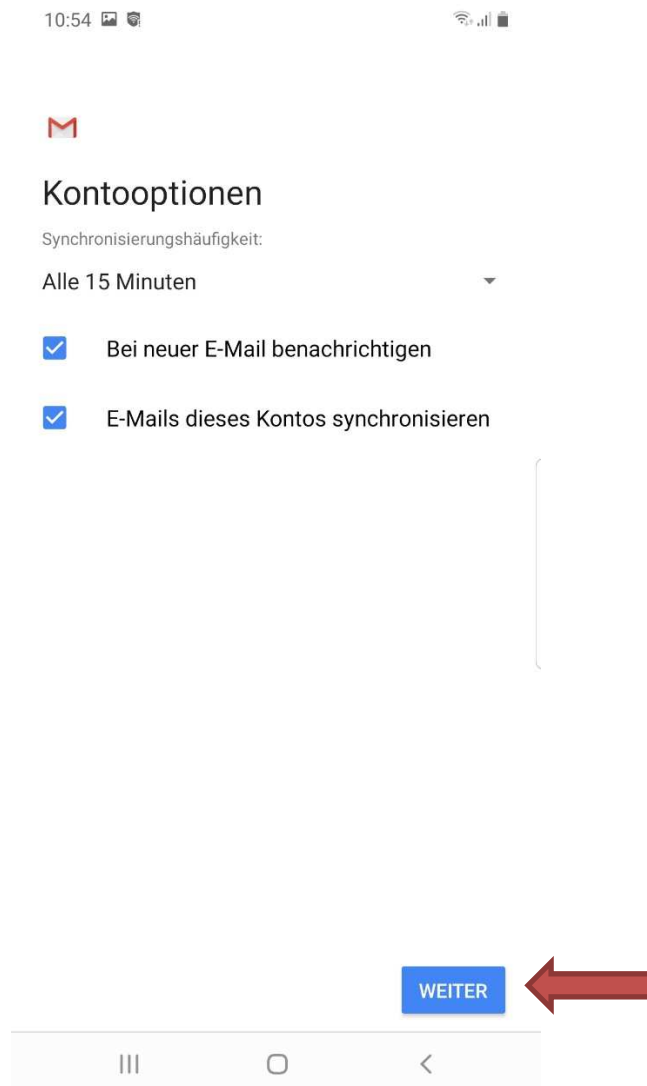 10:54
Kontooptionen
Synchronisierungshäufigkeit:
Alle 15 Minuten
Bei neuer E-Mail benachrichtigen
E-Mails dieses Kontos synchronisieren
WEITER